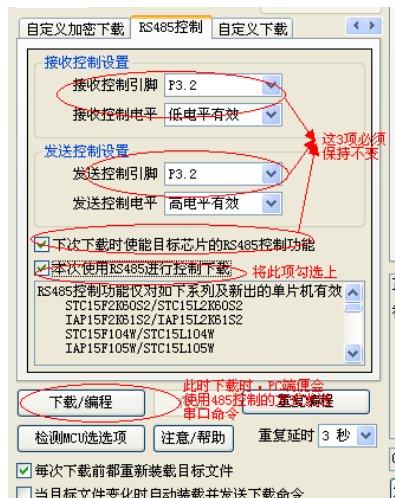 自定义加密下载 RS485控制 自定义下载
接收控制设置
接收控制引脚 P3.2
接收控制电平 低电平有效
这3项必须
保持不变
发送控制设置
发送控制引脚 P3.2
发送控制电平 高电平有效
下次下载时使能目标芯片的RS485控制功能
本次使用RS485进行控制下载 将此项勾选上
RS485控制功能仅对如下系列及新出的单片机有效
STC15F2K60S2/STC15L2K60S2
IAP15F2K61S2/IAP15L2K61S2
STC15F104W/STC15L104W
IAP15F105W/STC15L105W
此时下载时，PC端便会
下载/编程 使用485控制的 重复编程
串口命令
检测MCU选选项 注意/帮助 重复延时 3 秒
每次下载前都重新装载目标文件
当目标文件变化时自动装载并发送下载命令